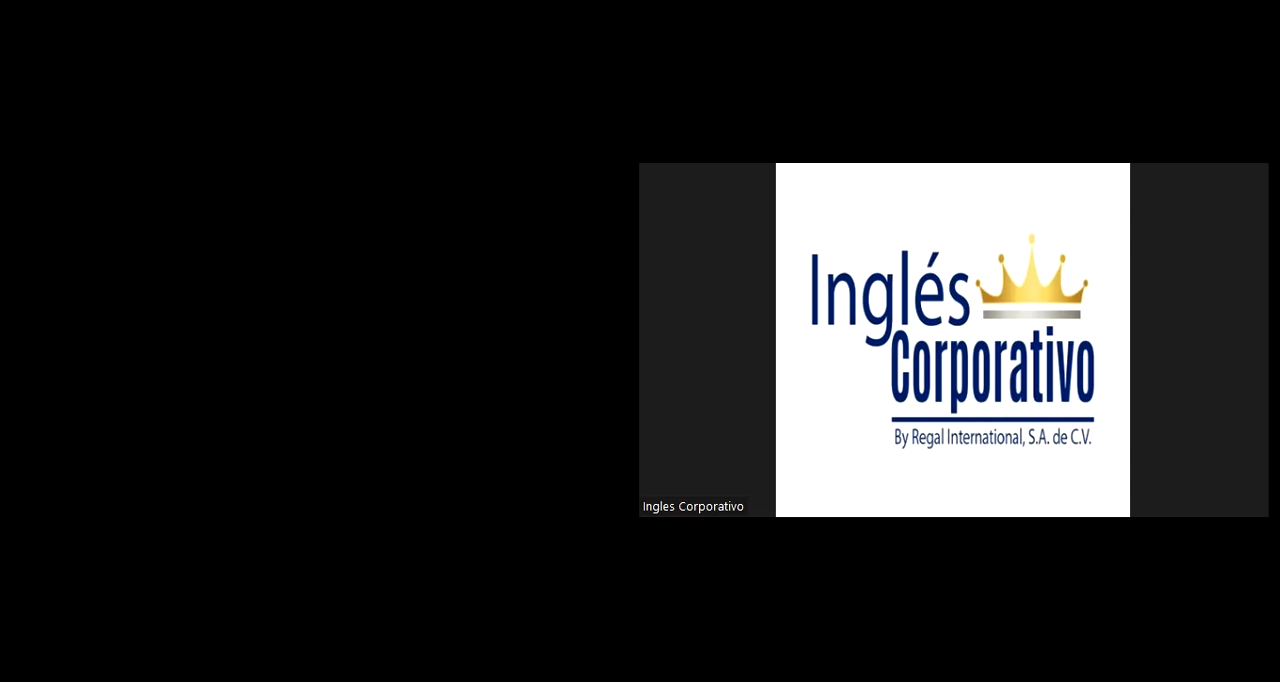 Inglés
Corporativo
By Regal International, S.A. de C.V.
Ingles Corporativo